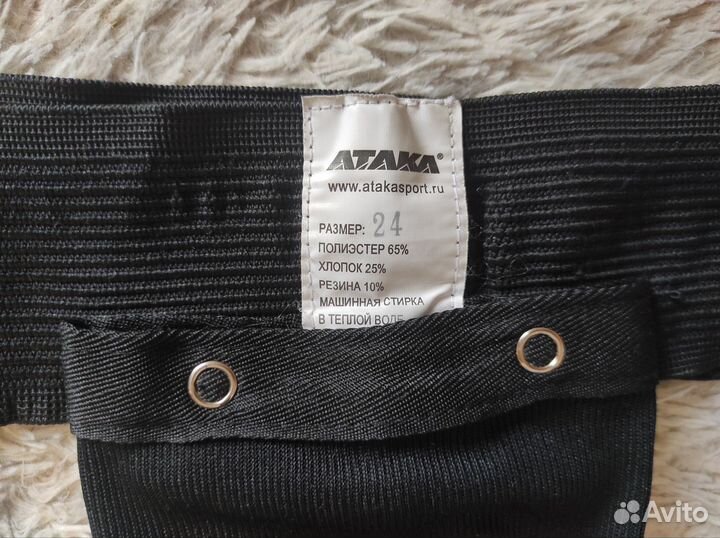 ATAKA®
www.atakasport.ru
РАЗМЕР: 24
ПОЛИЭСТЕР 65%
ХЛОПОК 25%
РЕЗИНА 10%
МАШИННАЯ СТИРКА
В ТЕПЛОЙ ВОДЕ
Avito